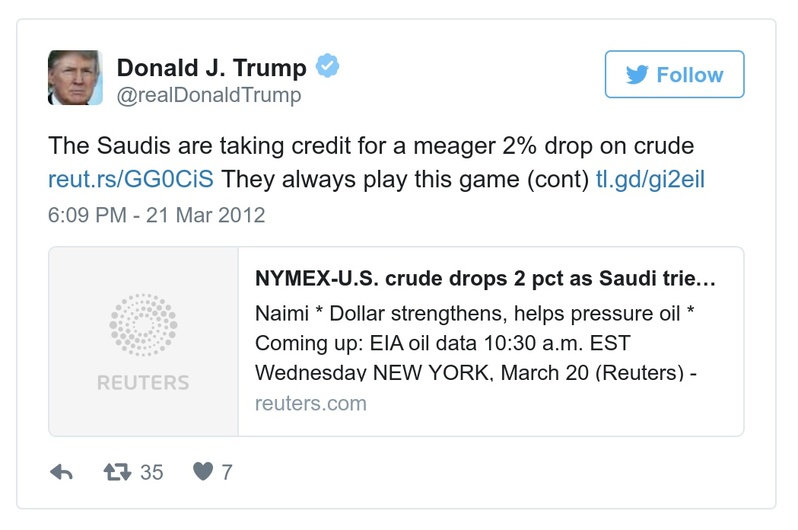 Donald J. Trump
@realDonaldTrump
Follow
The Saudis are taking credit for a meager 2% drop on crude
reut.rs/GG0CiS They always play this game (cont) tl.gd/gi2eil
6:09 PM - 21 Mar 2012
REUTERS
NYMEX-U.S. crude drops 2 pct as Saudi trie…
Naimi * Dollar strengthens, helps pressure oil *
Coming up: EIA oil data 10:30 a.m. EST
Wednesday NEW YORK, March 20 (Reuters) -
reuters.com
35
7